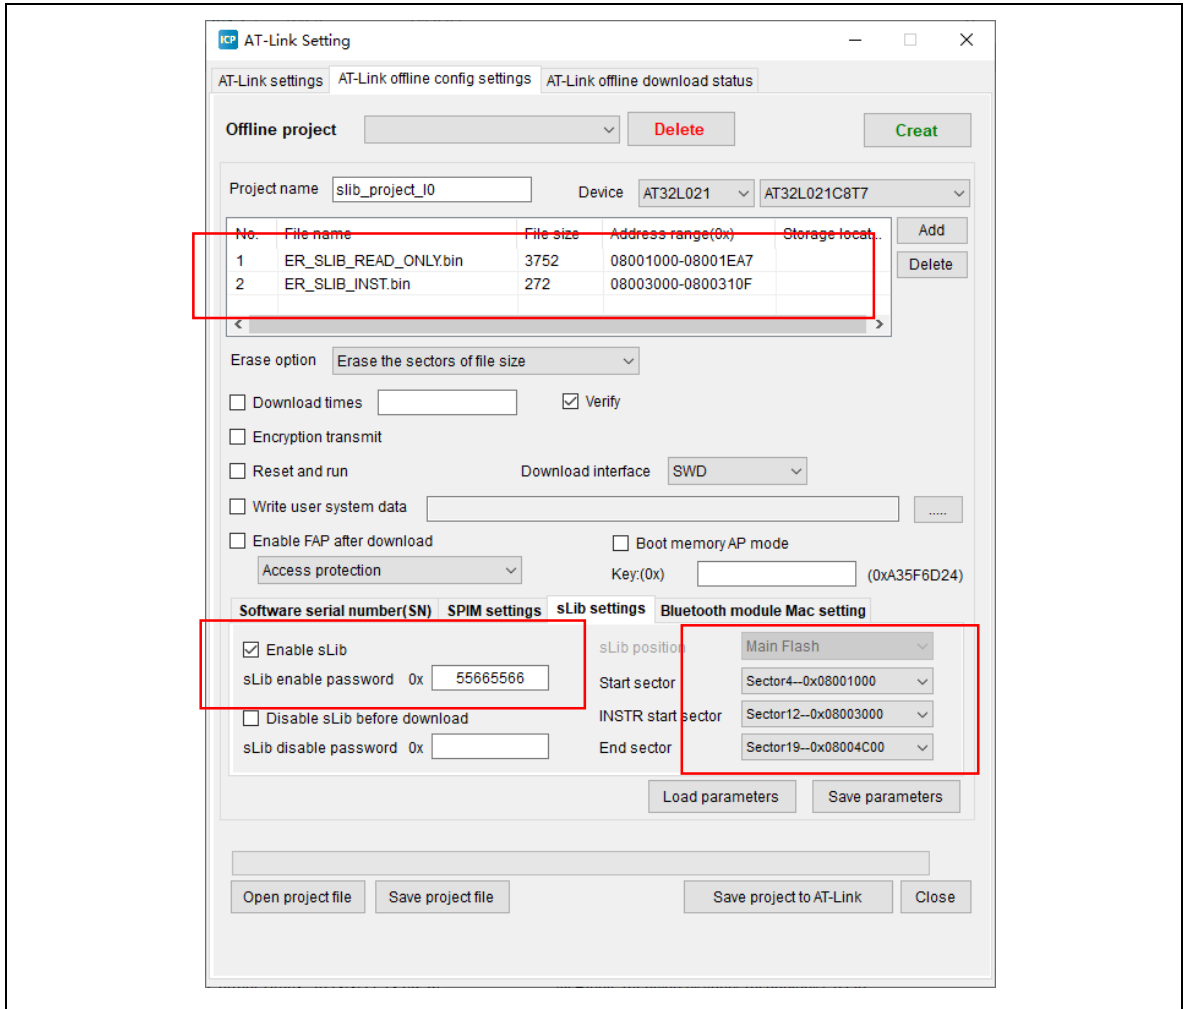 ICP AT-Link Setting
AT-Link settings AT-Link offline config settings AT-Link offline download status
Offline project Delete Creat
Project name slib_project_l0 Device AT32L021 AT32L021C8T7
No. File name File size Address range(0x) Storage locat... Add
1 ER_SLIB_READ_ONLY.bin 3752 08001000-08001EA7 Delete
2 ER_SLIB_INST.bin 272 08003000-0800310F
Erase option Erase the sectors of file size
Download times Verify
Encryption transmit
Reset and run Download interface SWD
Write user system data .....
Enable FAP after download Boot memory AP mode
Access protection Key:(0x) (0xA35F6D24)
Software serial number(SN) SPIM settings sLib settings Bluetooth module Mac setting
Enable sLib sLib position Main Flash
sLib enable password 0x 55665566 Start sector Sector4--0x08001000
Disable sLib before download INSTR start sector Sector12--0x08003000
sLib disable password 0x End sector Sector19--0x08004C00
Load parameters Save parameters
Open project file Save project file Save project to AT-Link Close